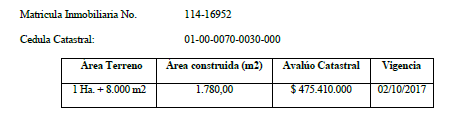 Matricula Inmobiliaria No. 114-16952
Cedula Catastral: 01-00-0070-0030-000
Área Terreno Área construida (m2) Avalúo Catastral Vigencia
1 Ha. + 8.000 m2 1.780,00 $ 475.410.000 02/10/2017